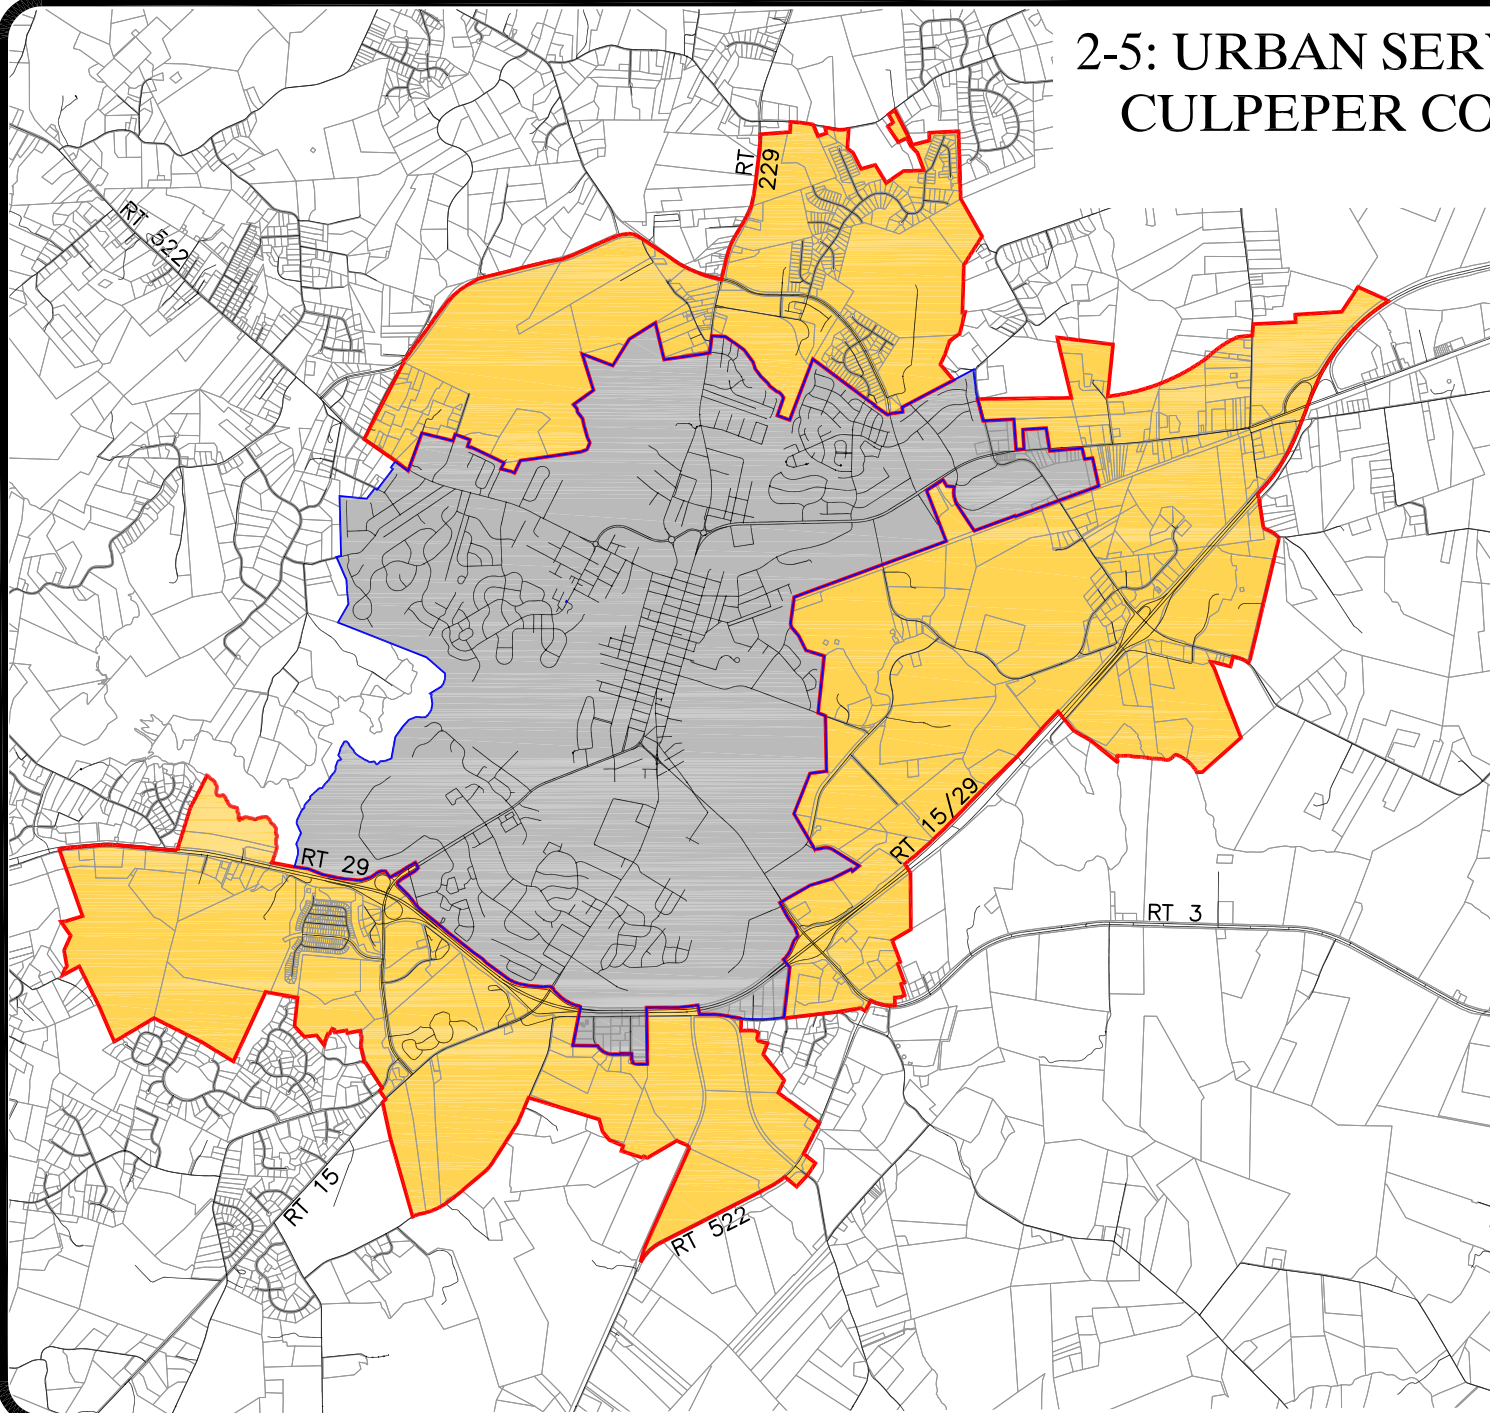 2-5: URBAN SERV
CULPEPER CO
RT
229
RT 522
RT 15/29
RT 29
RT 3
RT 15
RT 522